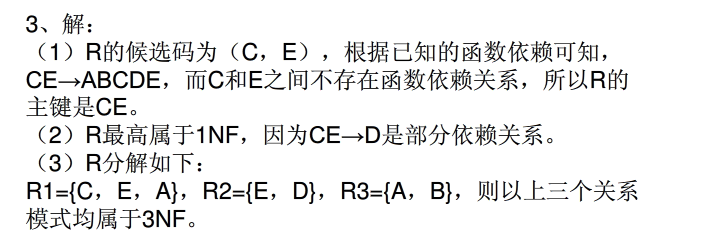 3、解:
（1）R的候选码为（C，E），根据已知的函数依赖可知，
CE→ABCDE，而C和E之间不存在函数依赖关系，所以R的
主键是CE。
（2）R最高属于1NF，因为CE→D是部分依赖关系。
（3）R分解如下：
R1={C，E，A}，R2={E，D}，R3={A，B}，则以上三个关系
模式均属于3NF。